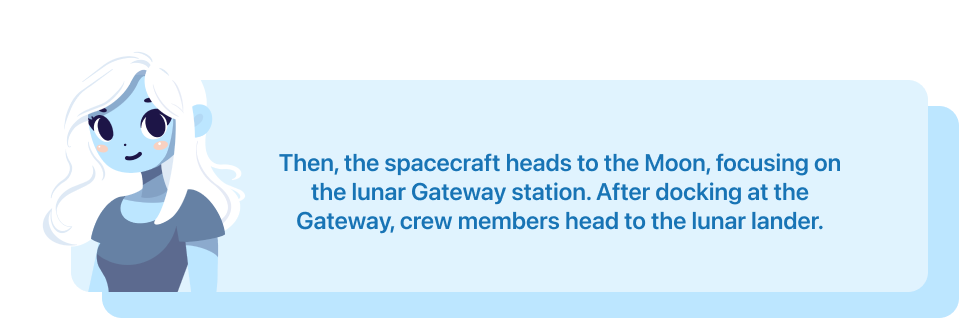 Then, the spacecraft heads to the Moon, focusing on
the lunar Gateway station. After docking at the
Gateway, crew members head to the lunar lander.